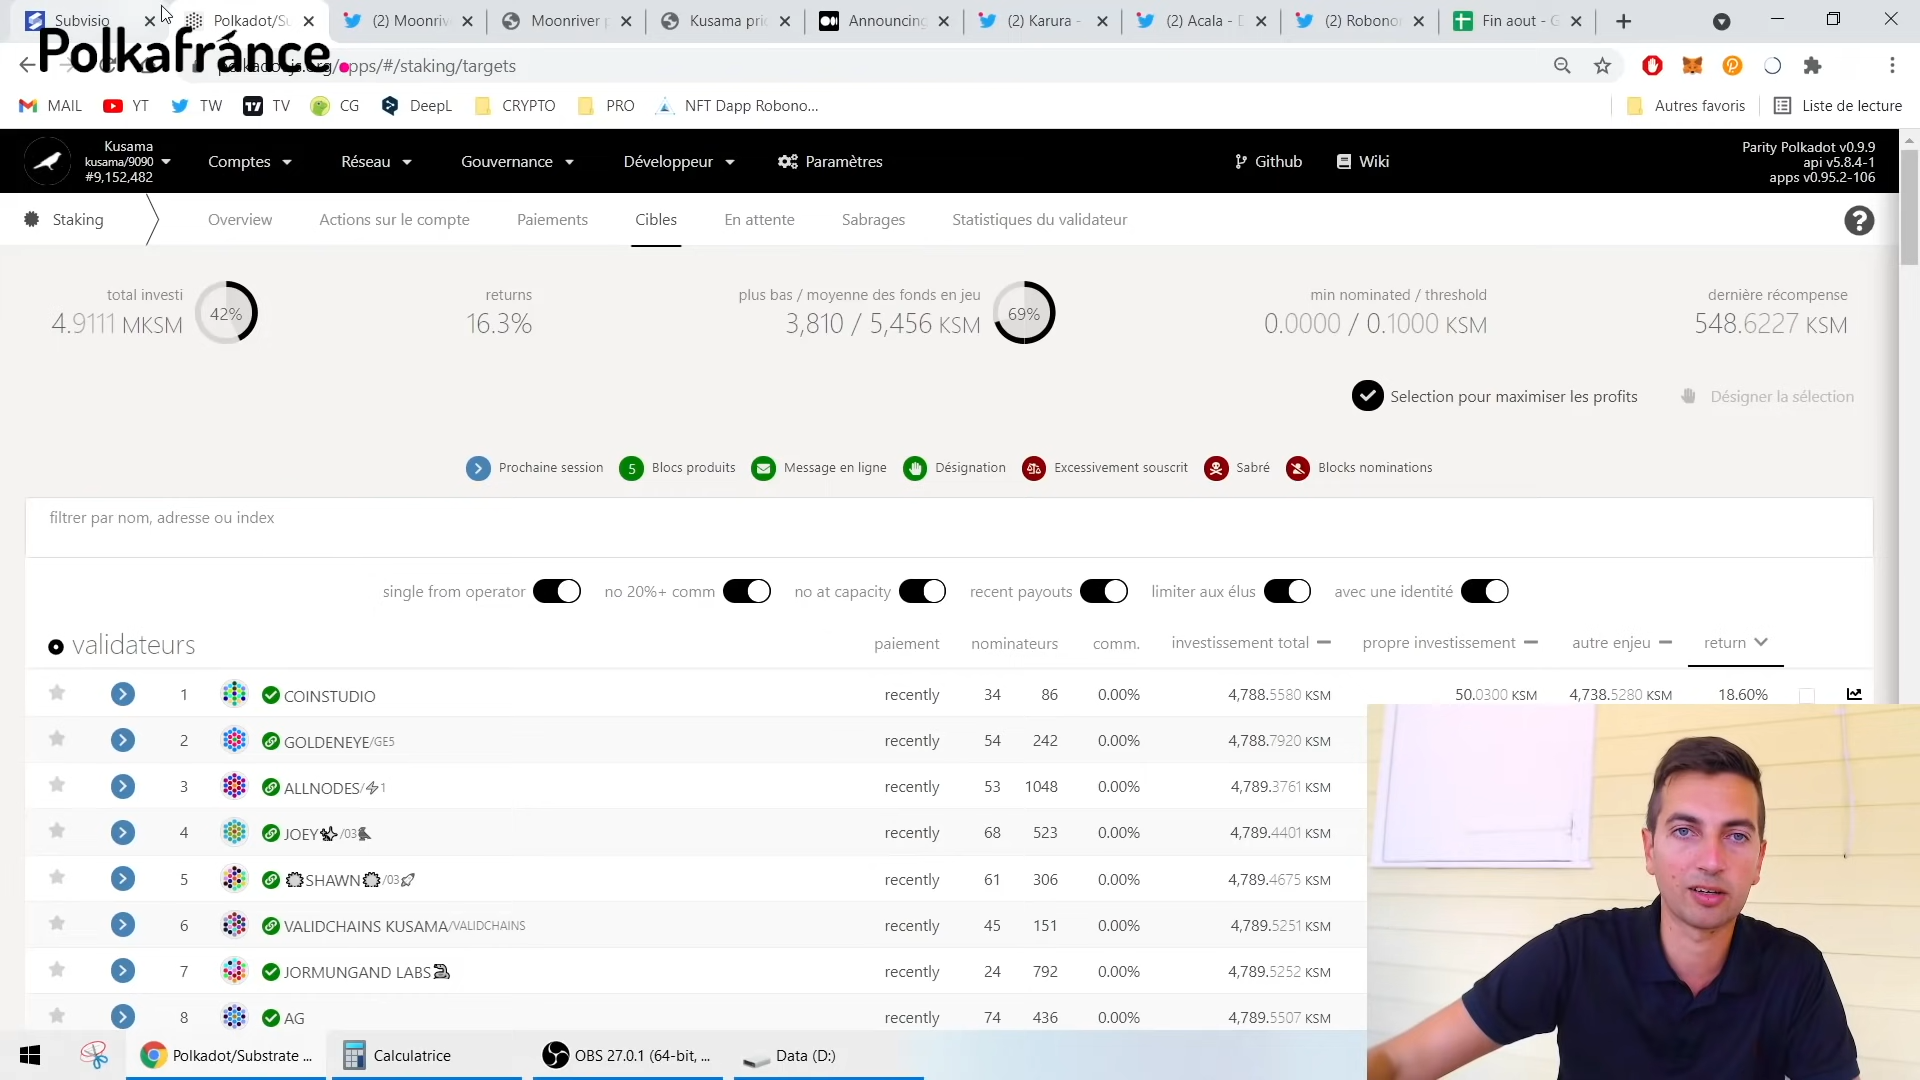 Subvisio
Polkadot/Su
(2) Moonriv
Moonriver p
Kusama pri
Announcing
(2) Karura -
(2) Acala - D
(2) Robonor
Fin aout - G
Polkafrance
/apps/#/staking/targets
MAIL
YT
TW
TV
CG
DeepL
CRYPTO
PRO
NFT Dapp Robono...
Autres favoris
Liste de lecture
Kusama
kusama/9090
#9,152,482
Comptes
Réseau
Gouvernance
Développeur
Paramètres
Github
Wiki
Parity Polkadot v0.9.9
api v5.8.4-1
apps v0.95.2-106
Staking
Overview
Actions sur le compte
Paiements
Cibles
En attente
Sabrages
Statistiques du validateur
total investi
4.9111 MKSM
42%
returns
16.3%
plus bas / moyenne des fonds en jeu
3,810 / 5,456 KSM
69%
min nominated / threshold
0.0000 / 0.1000 KSM
dernière récompense
548.6227 KSM
Selection pour maximiser les profits
Désigner la sélection
Prochaine session
5 Blocs produits
Message en ligne
Désignation
Excessivement souscrit
Sabré
Blocks nominations
filtrer par nom, adresse ou index
single from operator
no 20%+ comm
no at capacity
recent payouts
limiter aux élus
avec une identité
validateurs paiement nominateurs comm. investissement total propre investissement autre enjeu return
1 COINSTUDIO recently 34 86 0.00% 4,788.5580 KSM 50.0300 KSM 4,738.5280 KSM 18.60%
2 GOLDENEYE/GE5 recently 54 242 0.00% 4,788.7920 KSM
3 ALLNODES/⚡1 recently 53 1048 0.00% 4,789.3761 KSM
4 JOEY/03 recently 68 523 0.00% 4,789.4401 KSM
5 SHAWN/03 recently 61 306 0.00% 4,789.4675 KSM
6 VALIDCHAINS KUSAMA/VALIDCHAINS recently 45 151 0.00% 4,789.5251 KSM
7 JORMUNGAND LABS recently 24 792 0.00% 4,789.5252 KSM
8 AG recently 74 436 0.00% 4,789.5507 KSM
Polkadot/Substrate ...
Calculatrice
OBS 27.0.1 (64-bit, ...
Data (D:)